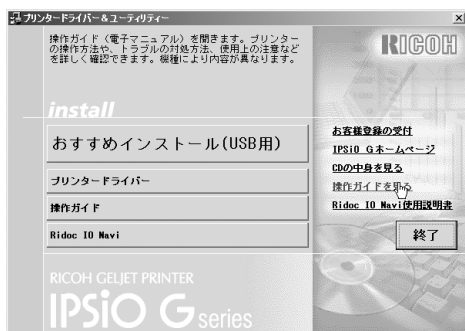 プリンタードライバー&ユーティリティー
操作ガイド(電子マニュアル)を開きます。プリンター
の操作方法や、トラブルの対処方法、使用上の注意など
を詳しく確認できます。機種により内容が異なります。
RICOH
install
おすすめインストール(USB用)
プリンタードライバー
操作ガイド
Ridoc IO Navi
お客様登録の受付
IPSiO Gホームページ
CDの中身を見る
操作ガイドを見る
Ridoc IO Navi使用説明書
終了
RICOH GELJET PRINTER
IPSiO G series